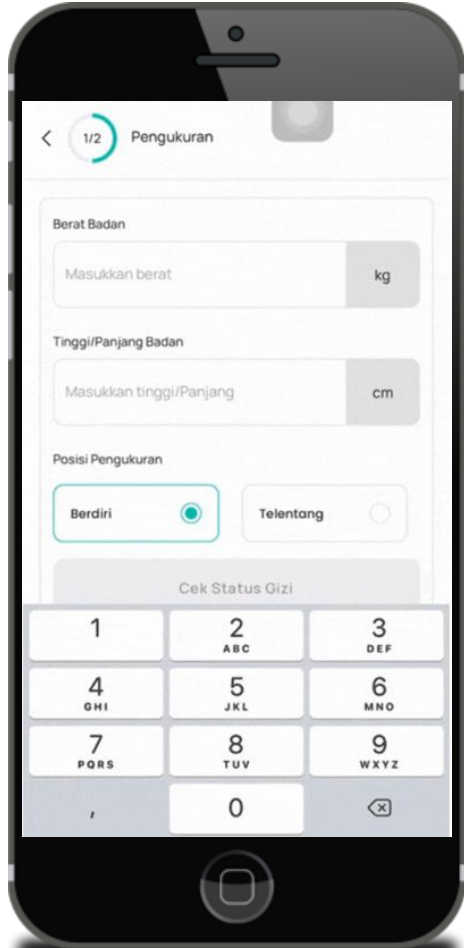 1/2 Pengukuran
Berat Badan
Masukkan berat kg
Tinggi/Panjang Badan
Masukkan tinggi/Panjang cm
Posisi Pengukuran
Berdiri Telentang
Cek Status Gizi
1 2 3
ABC DEF
4 5 6
GHI JKL MNO
7 8 9
PQRS TUV WXYZ
, 0